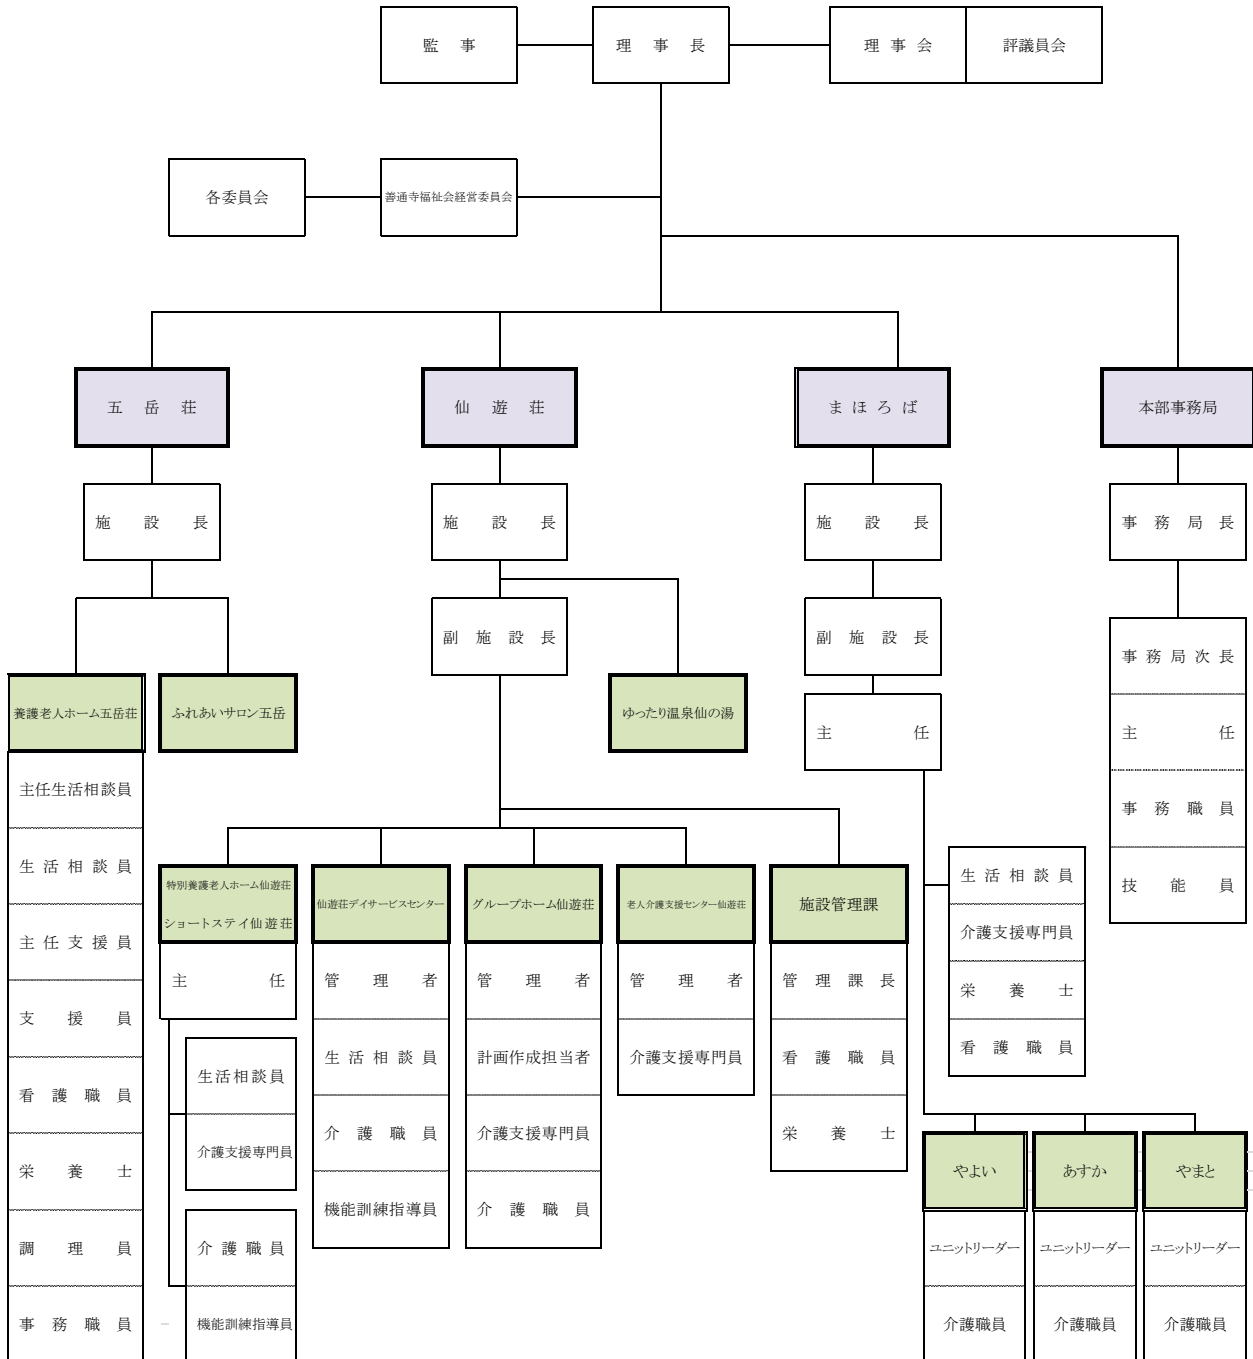 監事
理事長
理事会
評議員会
各委員会
善通寺福祉会経営委員会
五岳荘
仙遊荘
まほろば
本部事務局
施設長
施設長
施設長
事務局長
副施設長
副施設長
事務局次長
主任
事務職員
技能員
養護老人ホーム五岳荘
ふれあいサロン五岳
ゆったり温泉仙の湯
主任
主任生活相談員
生活相談員
主任支援員
支援員
看護職員
栄養士
調理員
事務職員
特別養護老人ホーム仙遊荘
ショートステイ仙遊荘
主任
生活相談員
介護支援専門員
介護職員
機能訓練指導員
仙遊荘デイサービスセンター
管理者
生活相談員
介護職員
機能訓練指導員
グループホーム仙遊荘
管理者
計画作成担当者
介護支援専門員
介護職員
老人介護支援センター仙遊荘
管理者
介護支援専門員
施設管理課
管理課長
看護職員
栄養士
生活相談員
介護支援専門員
栄養士
看護職員
やよい
ユニットリーダー
介護職員
あすか
ユニットリーダー
介護職員
やまと
ユニットリーダー
介護職員